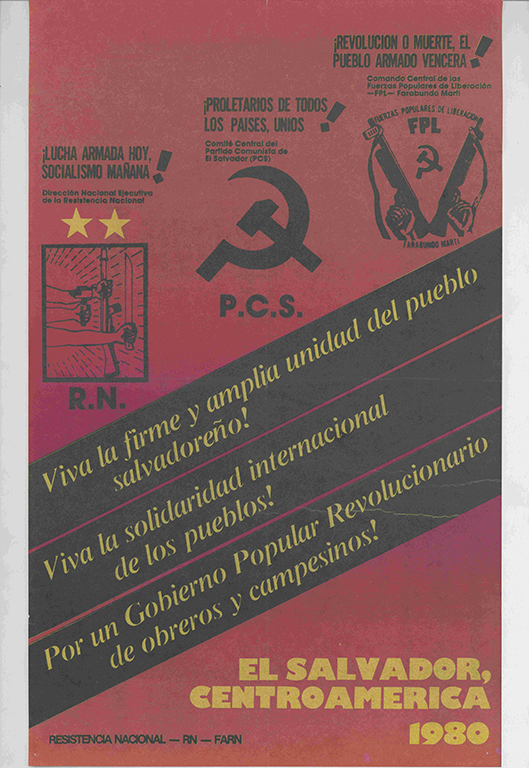 ¡REVOLUCION O MUERTE, EL
PUEBLO ARMADO VENCERA!
Comando Central de las
Fuerzas Populares de Liberación
—FPL— Farabundo Martí
FUERZAS POPULARES DE LIBERACION
FPL
FARABUNDO MARTI
¡PROLETARIOS DE TODOS
LOS PAISES, UNIOS!
Comité Central del
Partido Comunista de
El Salvador (PCS)
P.C.S.
¡LUCHA ARMADA HOY,
SOCIALISMO MAÑANA!
Dirección Nacional Ejecutiva
de la Resistencia Nacional
R.N.
Viva la firme y amplia unidad del pueblo
salvadoreño!
Viva la solidaridad internacional
de los pueblos!
Por un Gobierno Popular Revolucionario
de obreros y campesinos!
EL SALVADOR,
CENTROAMERICA
1980
RESISTENCIA NACIONAL — RN — FARN